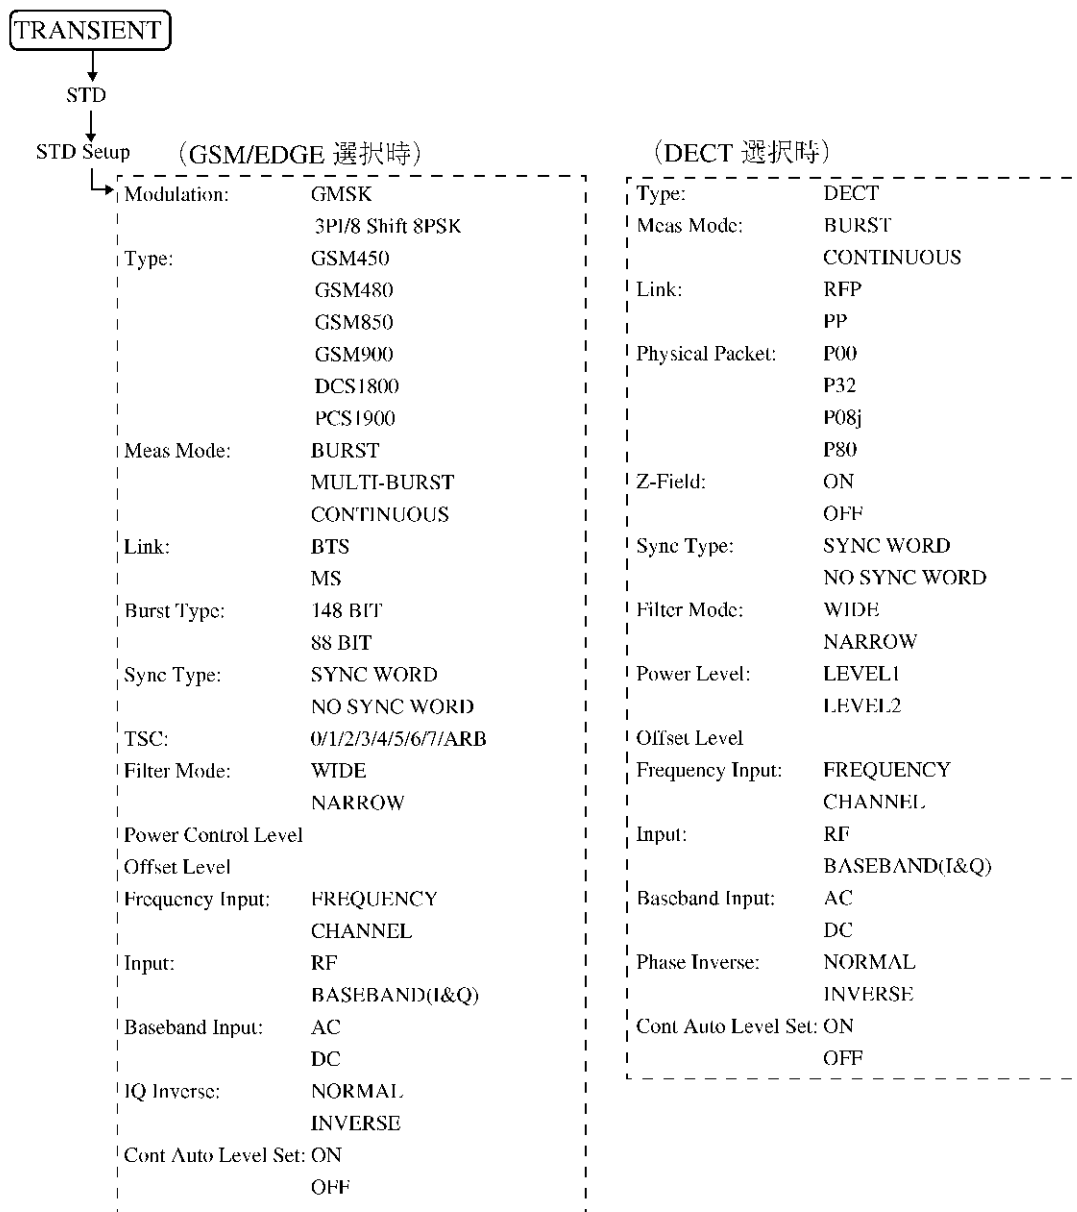 TRANSIENT
STD
STD Setup
(GSM/EDGE 選択時)
Modulation: GMSK
3PI/8 Shift 8PSK
Type: GSM450
GSM480
GSM850
GSM900
DCS1800
PCS1900
Meas Mode: BURST
MULTI-BURST
CONTINUOUS
Link: BTS
MS
Burst Type: 148 BIT
88 BIT
Sync Type: SYNC WORD
NO SYNC WORD
TSC: 0/1/2/3/4/5/6/7/ARB
Filter Mode: WIDE
NARROW
Power Control Level
Offset Level
Frequency Input: FREQUENCY
CHANNEL
Input: RF
BASEBAND(I&Q)
Baseband Input: AC
DC
IQ Inverse: NORMAL
INVERSE
Cont Auto Level Set: ON
OFF
(DECT 選択時)
Type: DECT
Meas Mode: BURST
CONTINUOUS
Link: RFP
PP
Physical Packet: P00
P32
P08j
P80
Z-Field: ON
OFF
Sync Type: SYNC WORD
NO SYNC WORD
Filter Mode: WIDE
NARROW
Power Level: LEVEL1
LEVEL2
Offset Level
Frequency Input: FREQUENCY
CHANNEL
Input: RF
BASEBAND(I&Q)
Baseband Input: AC
DC
Phase Inverse: NORMAL
INVERSE
Cont Auto Level Set: ON
OFF